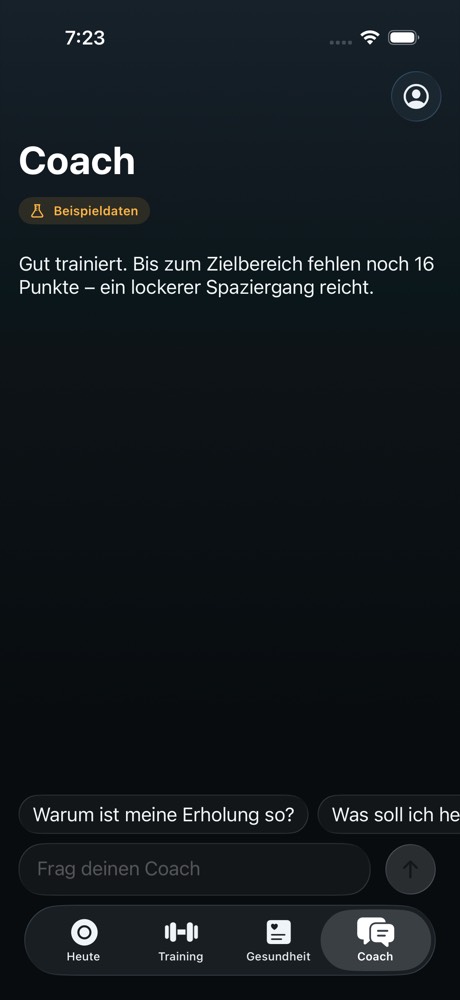 7:23
Coach
Beispieldaten
Gut trainiert. Bis zum Zielbereich fehlen noch 16
Punkte – ein lockerer Spaziergang reicht.
Warum ist meine Erholung so?
Was soll ich he
Frag deinen Coach
Heute
Training
Gesundheit
Coach